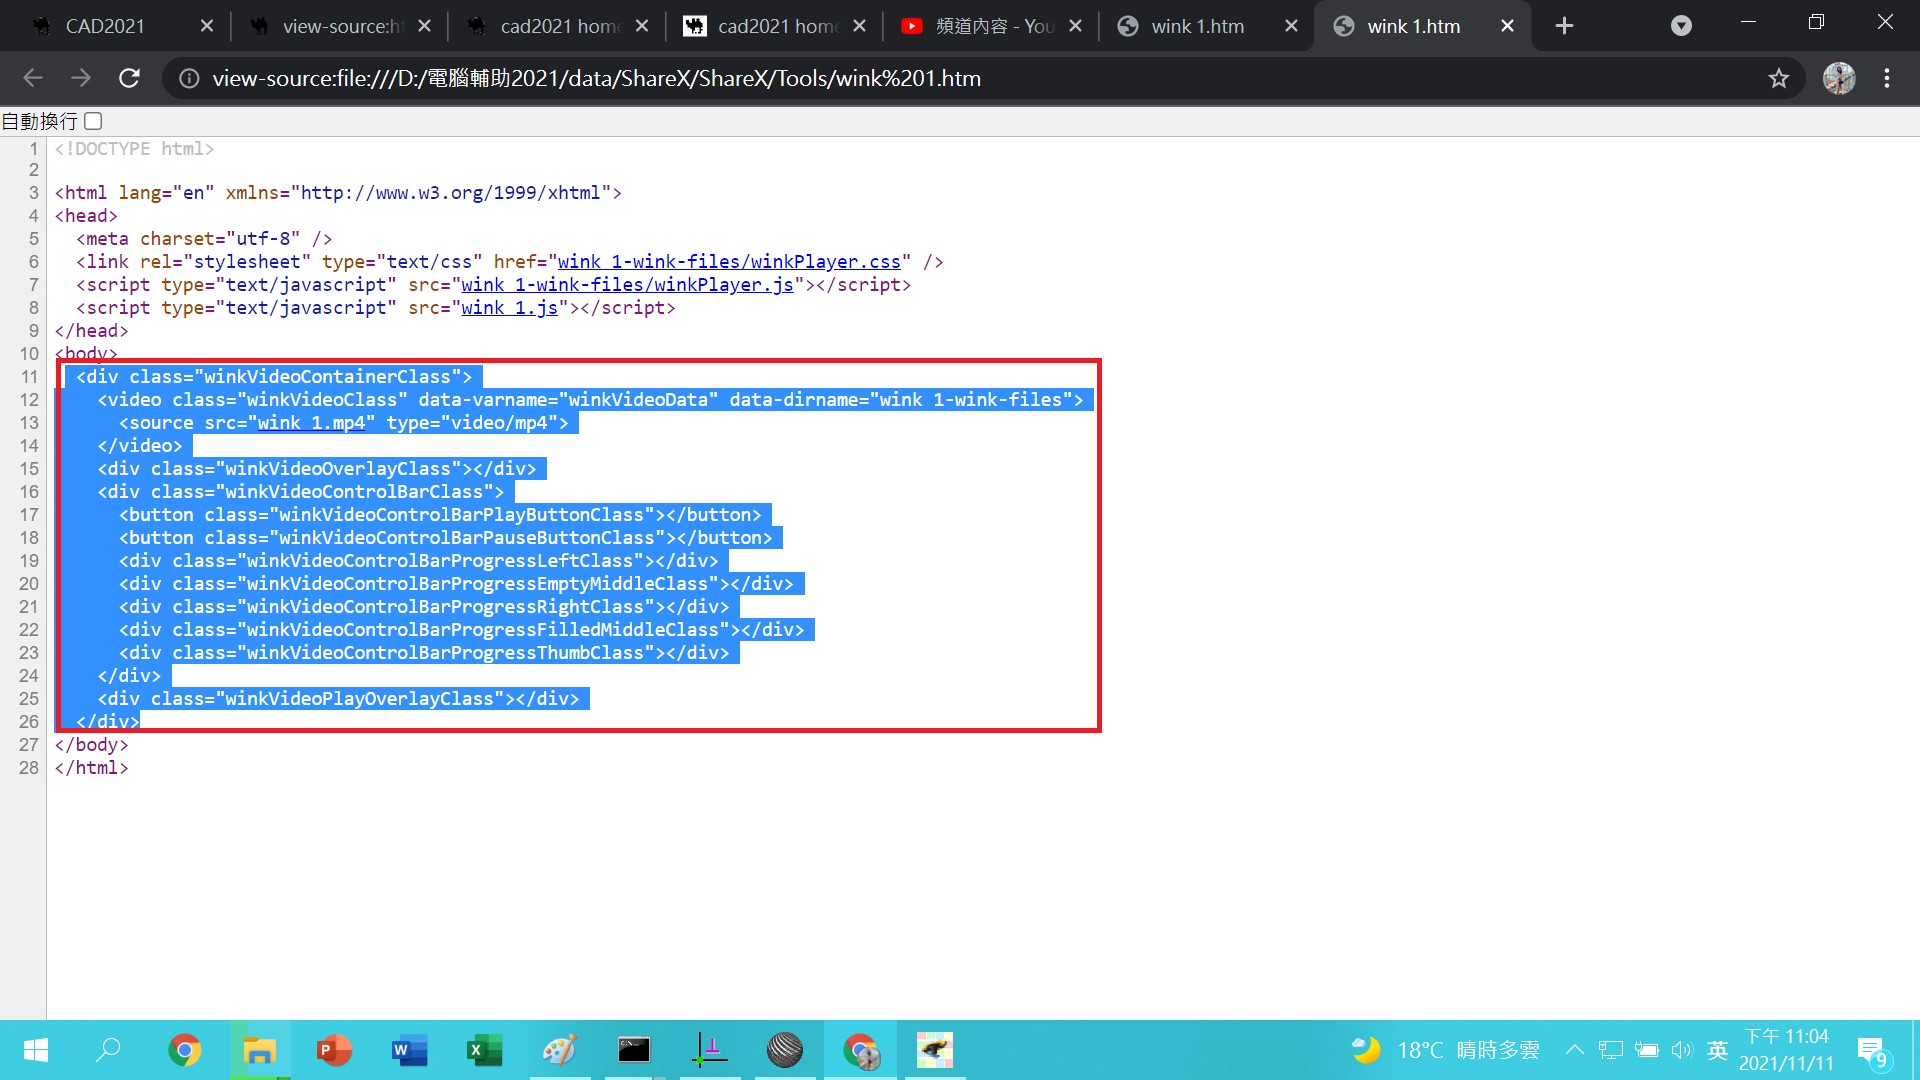 CAD2021
view-source:ht
cad2021 home
cad2021 home
頻道內容 - You
wink 1.htm
wink 1.htm
view-source:file:///D:/電腦輔助2021/data/ShareX/ShareX/Tools/wink%201.htm
自動換行
1 <!DOCTYPE html>
2
3 <html lang="en" xmlns="http://www.w3.org/1999/xhtml">
4 <head>
5   <meta charset="utf-8" />
6   <link rel="stylesheet" type="text/css" href="wink 1-wink-files/winkPlayer.css" />
7   <script type="text/javascript" src="wink 1-wink-files/winkPlayer.js"></script>
8   <script type="text/javascript" src="wink 1.js"></script>
9 </head>
10 <body>
11   <div class="winkVideoContainerClass">
12     <video class="winkVideoClass" data-varname="winkVideoData" data-dirname="wink 1-wink-files">
13       <source src="wink 1.mp4" type="video/mp4">
14     </video>
15     <div class="winkVideoOverlayClass"></div>
16     <div class="winkVideoControlBarClass">
17       <button class="winkVideoControlBarPlayButtonClass"></button>
18       <button class="winkVideoControlBarPauseButtonClass"></button>
19       <div class="winkVideoControlBarProgressLeftClass"></div>
20       <div class="winkVideoControlBarProgressEmptyMiddleClass"></div>
21       <div class="winkVideoControlBarProgressRightClass"></div>
22       <div class="winkVideoControlBarProgressFilledMiddleClass"></div>
23       <div class="winkVideoControlBarProgressThumbClass"></div>
24     </div>
25     <div class="winkVideoPlayOverlayClass"></div>
26   </div>
27 </body>
28 </html>
18°C 晴時多雲
英
下午 11:04
2021/11/11
9